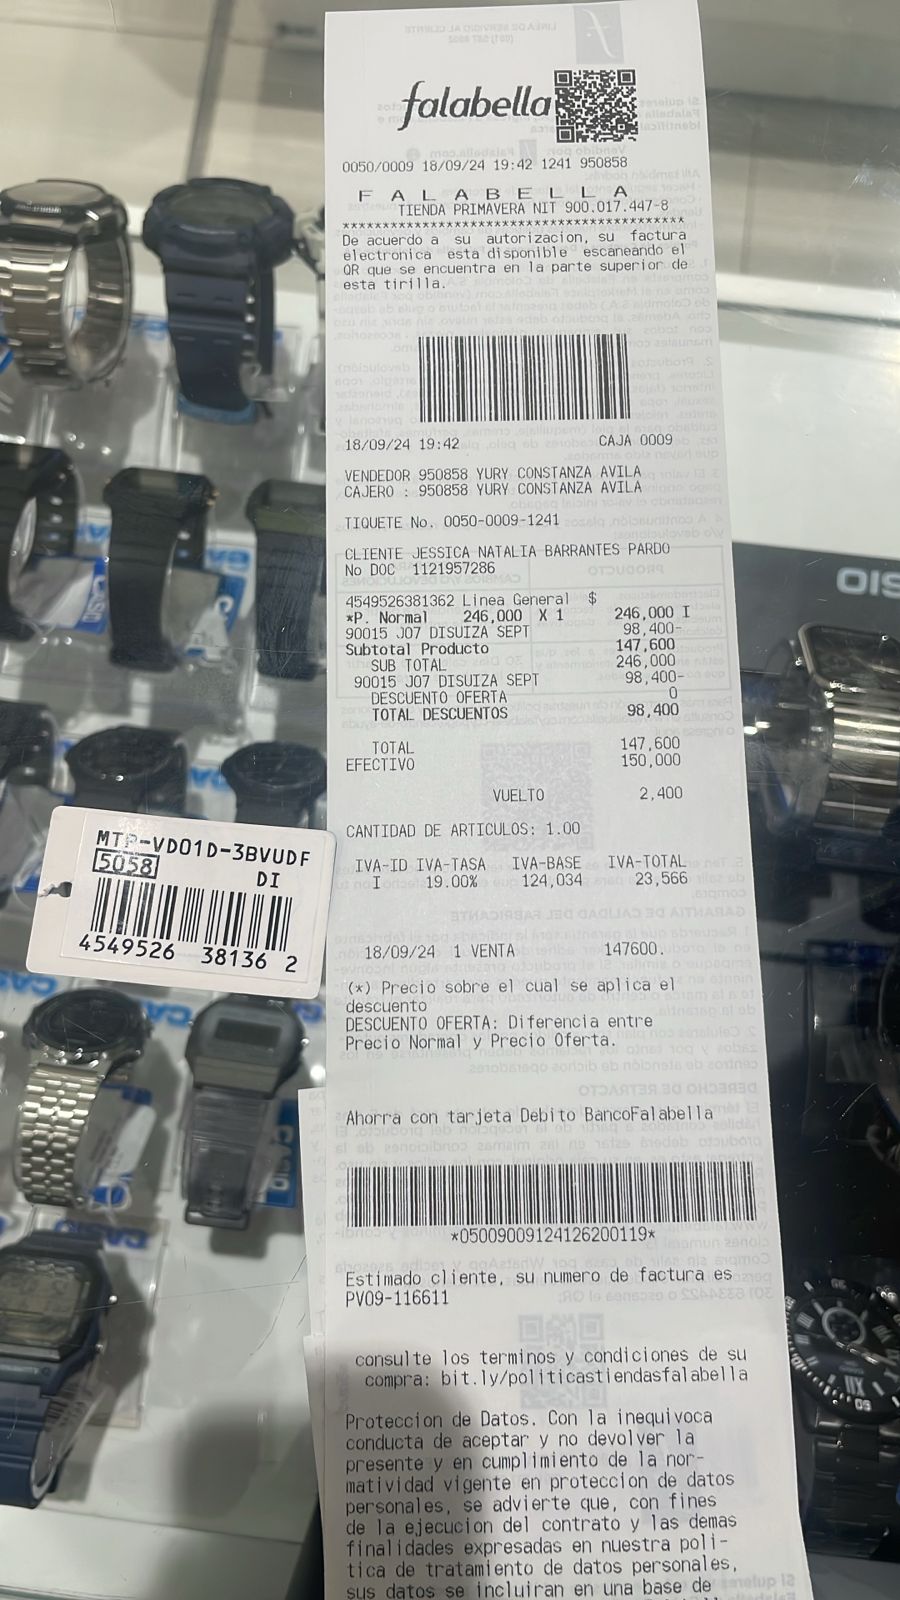 falabella
0050/0009 18/09/24 19:42 1241 950858
F A L A B E L L A
TIENDA PRIMAVERA NIT 900.017.447-8
******************************************
De acuerdo a su autorizacion, su factura
electronica esta disponible escaneando el
QR que se encuentra en la parte superior de
esta tirilla.
18/09/24 19:42 CAJA 0009
VENDEDOR 950858 YURY CONSTANZA AVILA
CAJERO : 950858 YURY CONSTANZA AVILA
TIQUETE No. 0050-0009-1241
CLIENTE JESSICA NATALIA BARRANTES PARDO
No DOC 1121957286
4549526381362 Linea General $
*P. Normal 246,000 X 1 246,000 I
90015 J07 DISUIZA SEPT 98,400-
Subtotal Producto 147,600
SUB TOTAL 246,000
90015 J07 DISUIZA SEPT 98,400-
DESCUENTO OFERTA 0
TOTAL DESCUENTOS 98,400
TOTAL 147,600
EFECTIVO 150,000
VUELTO 2,400
CANTIDAD DE ARTICULOS: 1.00
IVA-ID IVA-TASA IVA-BASE IVA-TOTAL
I 19.00% 124,034 23,566
18/09/24 1 VENTA 147600.
(*) Precio sobre el cual se aplica el
descuento
DESCUENTO OFERTA: Diferencia entre
Precio Normal y Precio Oferta.
Ahorra con tarjeta Debito BancoFalabella
*05009009124126200119*
Estimado cliente, su numero de factura es
PV09-116611
consulte los terminos y condiciones de su
compra: bit.ly/politicastiendasfalabella
Proteccion de Datos. Con la inequivoca
conducta de aceptar y no devolver la
presente y en cumplimiento de la nor-
matividad vigente en proteccion de datos
personales, se advierte que, con fines
de la ejecucion del contrato y las demas
finalidades expresadas en nuestra poli-
tica de tratamiento de datos personales,
sus datos se incluiran en una base de
MTP-VD01D-3BVUDF
5058
DI
4549526 38136 2